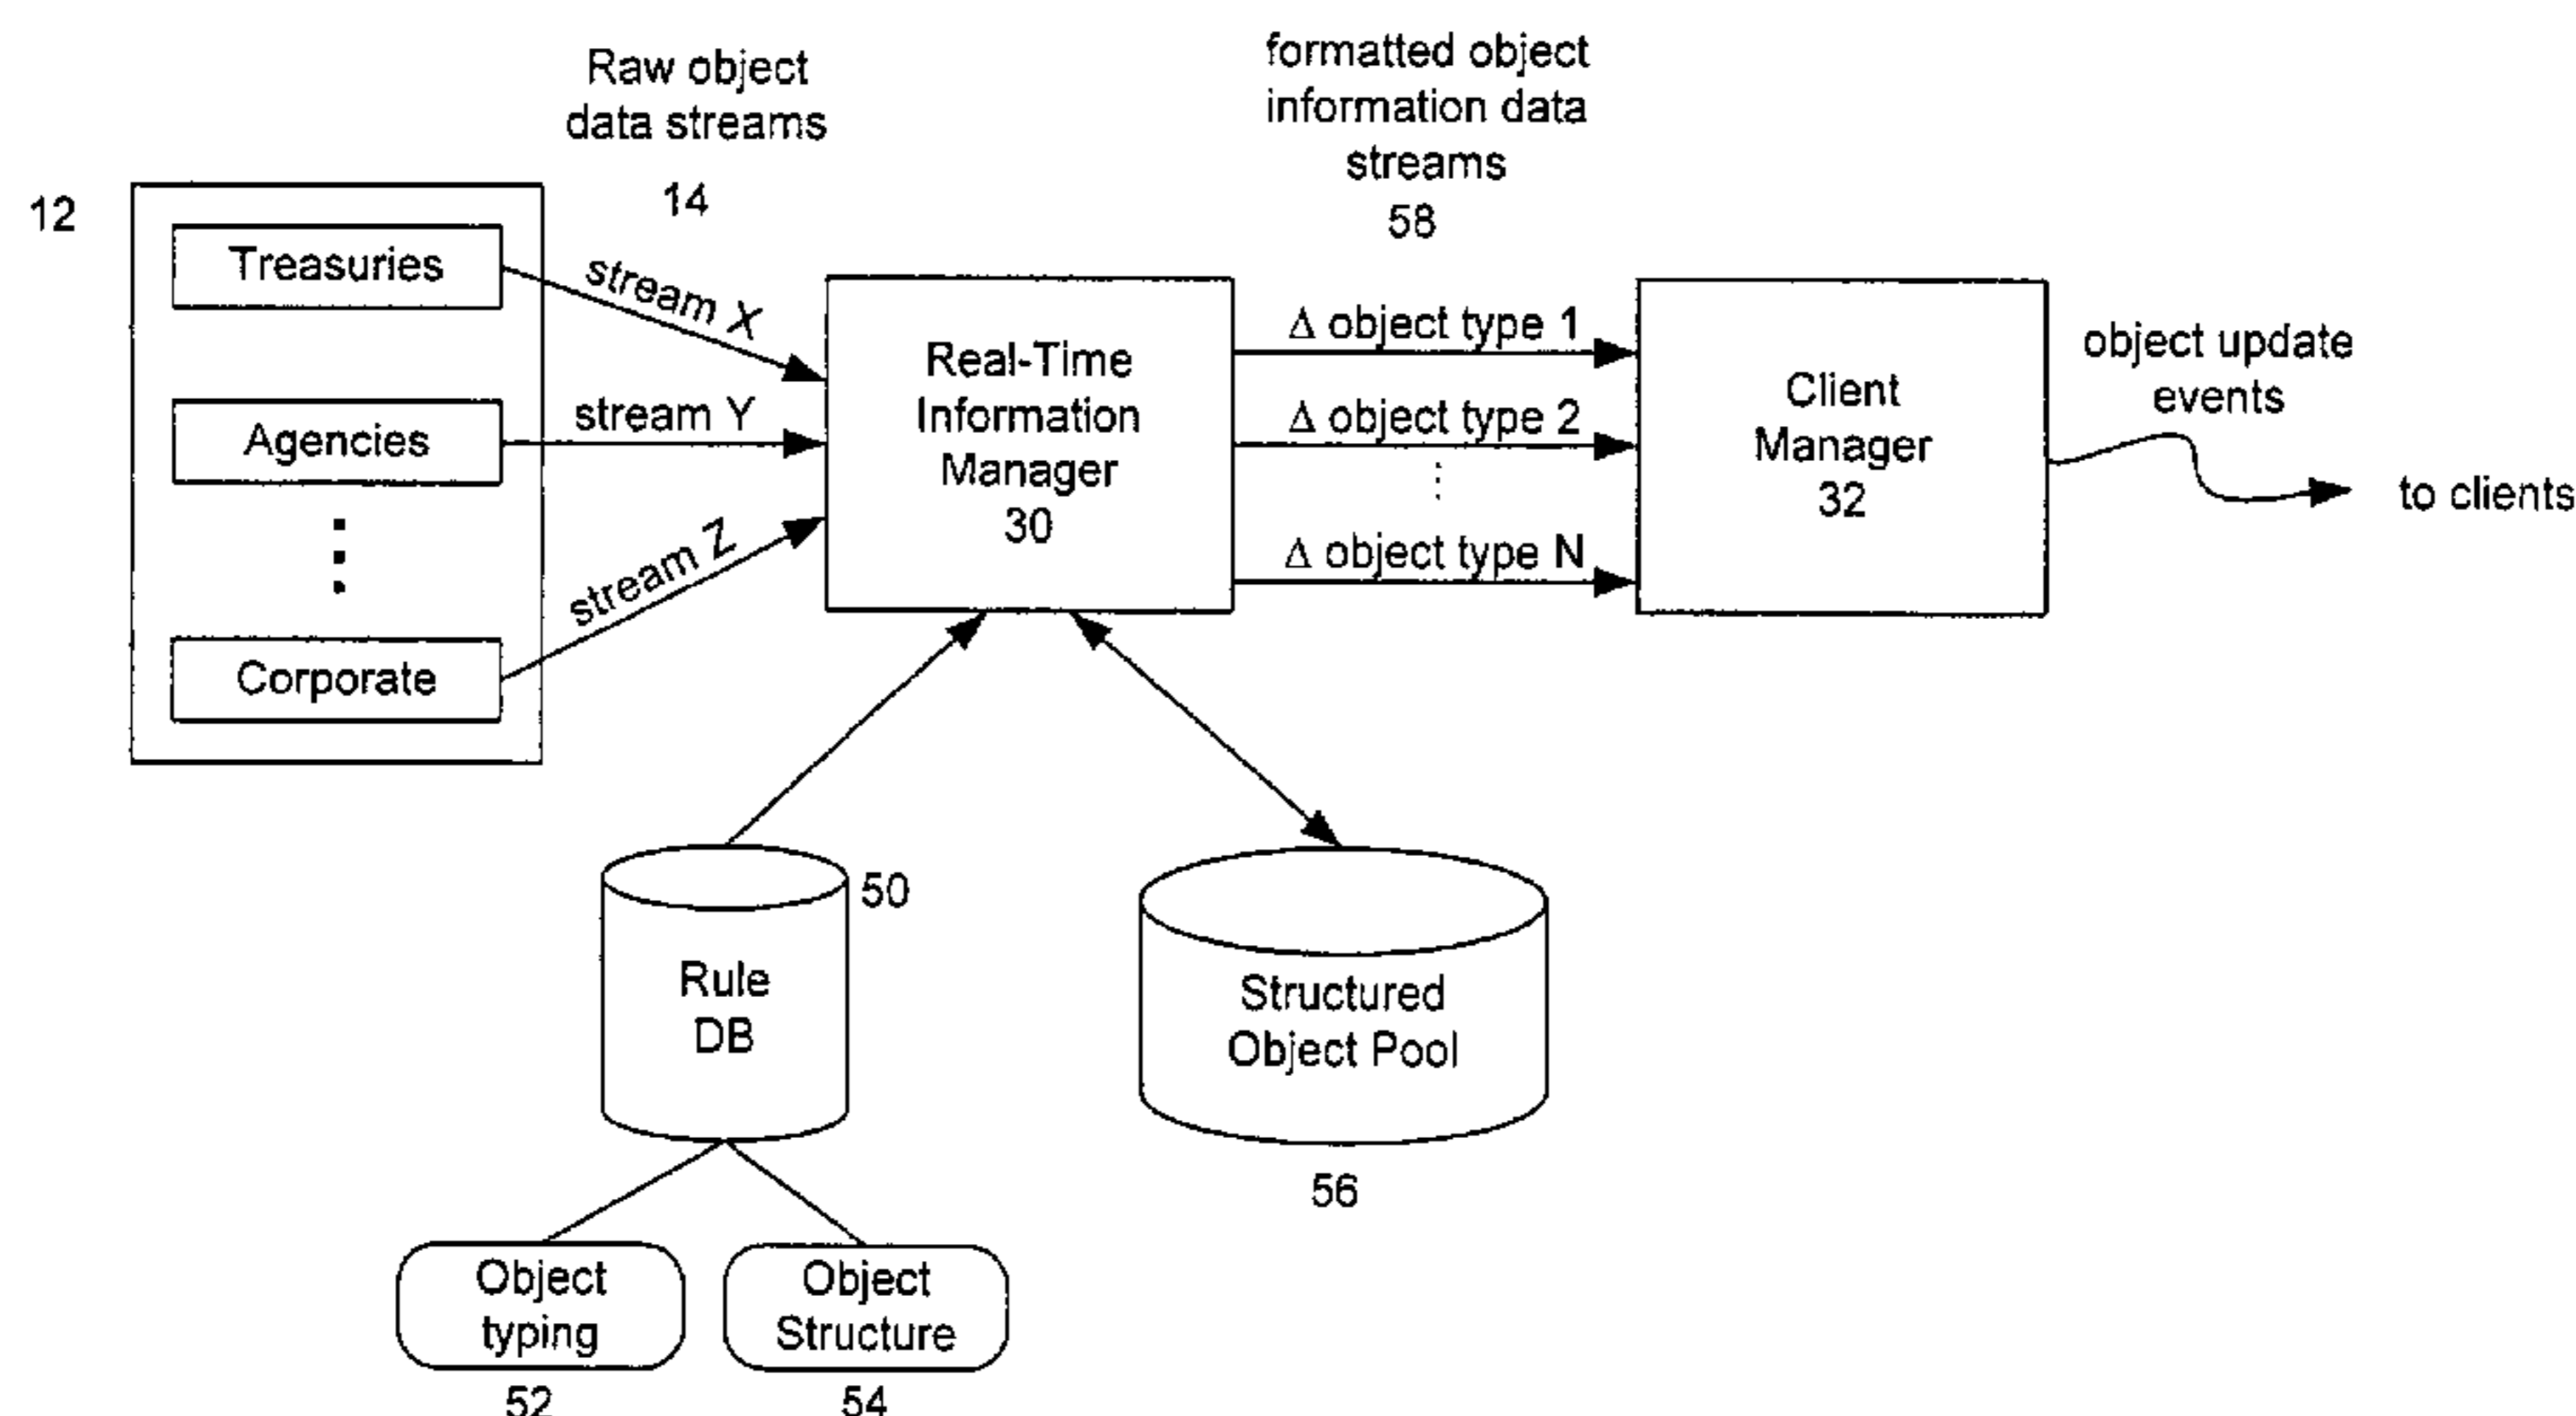 Raw object
data streams
14
formatted object
information data
streams
58
12
Treasuries
Agencies
Corporate
stream X
stream Y
stream Z
Real-Time
Information
Manager
30
Δ object type 1
Δ object type 2
Δ object type N
Client
Manager
32
object update
events
to clients
50
Rule
DB
Structured
Object Pool
56
Object
typing
52
Object
Structure
54